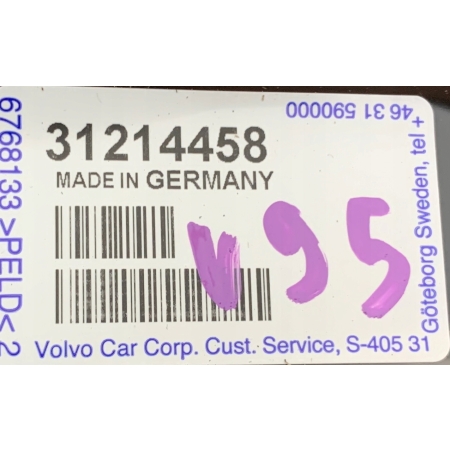 31214458
MADE IN GERMANY
V95
6768133 >PELD< 2
Volvo Car Corp. Cust. Service, S-405 31
Göteborg Sweden, tel +
46 31 590000